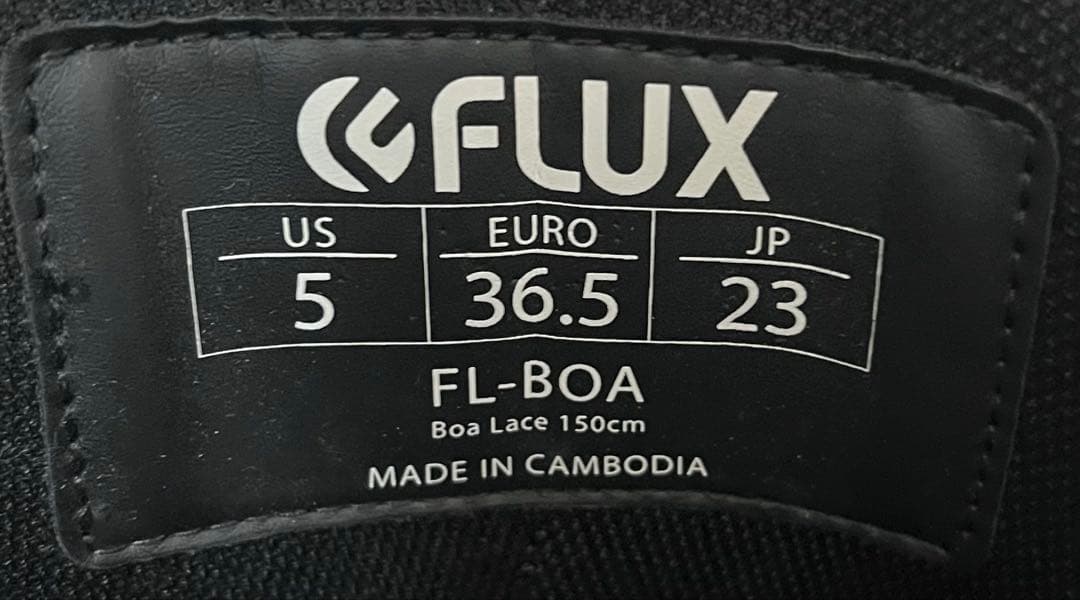 FLUX
US EURO JP
5 36.5 23
FL-BOA
Boa Lace 150cm
MADE IN CAMBODIA